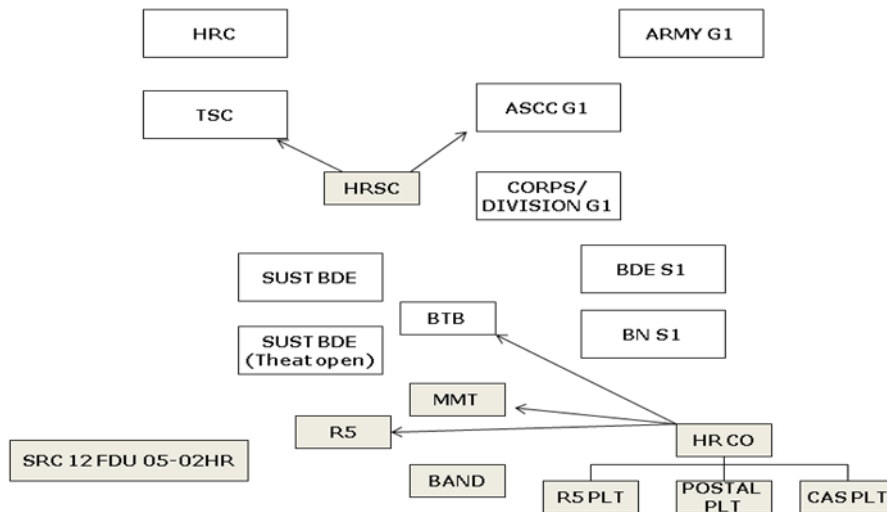 HRC
ARMY G1
TSC
ASCC G1
HRSC
CORPS/
DIVISION G1
SUST BDE
BDE S1
BTB
BN S1
SUST BDE
(Theat open)
MMT
R5
HR CO
SRC 12 FDU 05-02HR
BAND
R5 PLT
POSTAL
PLT
CAS PLT